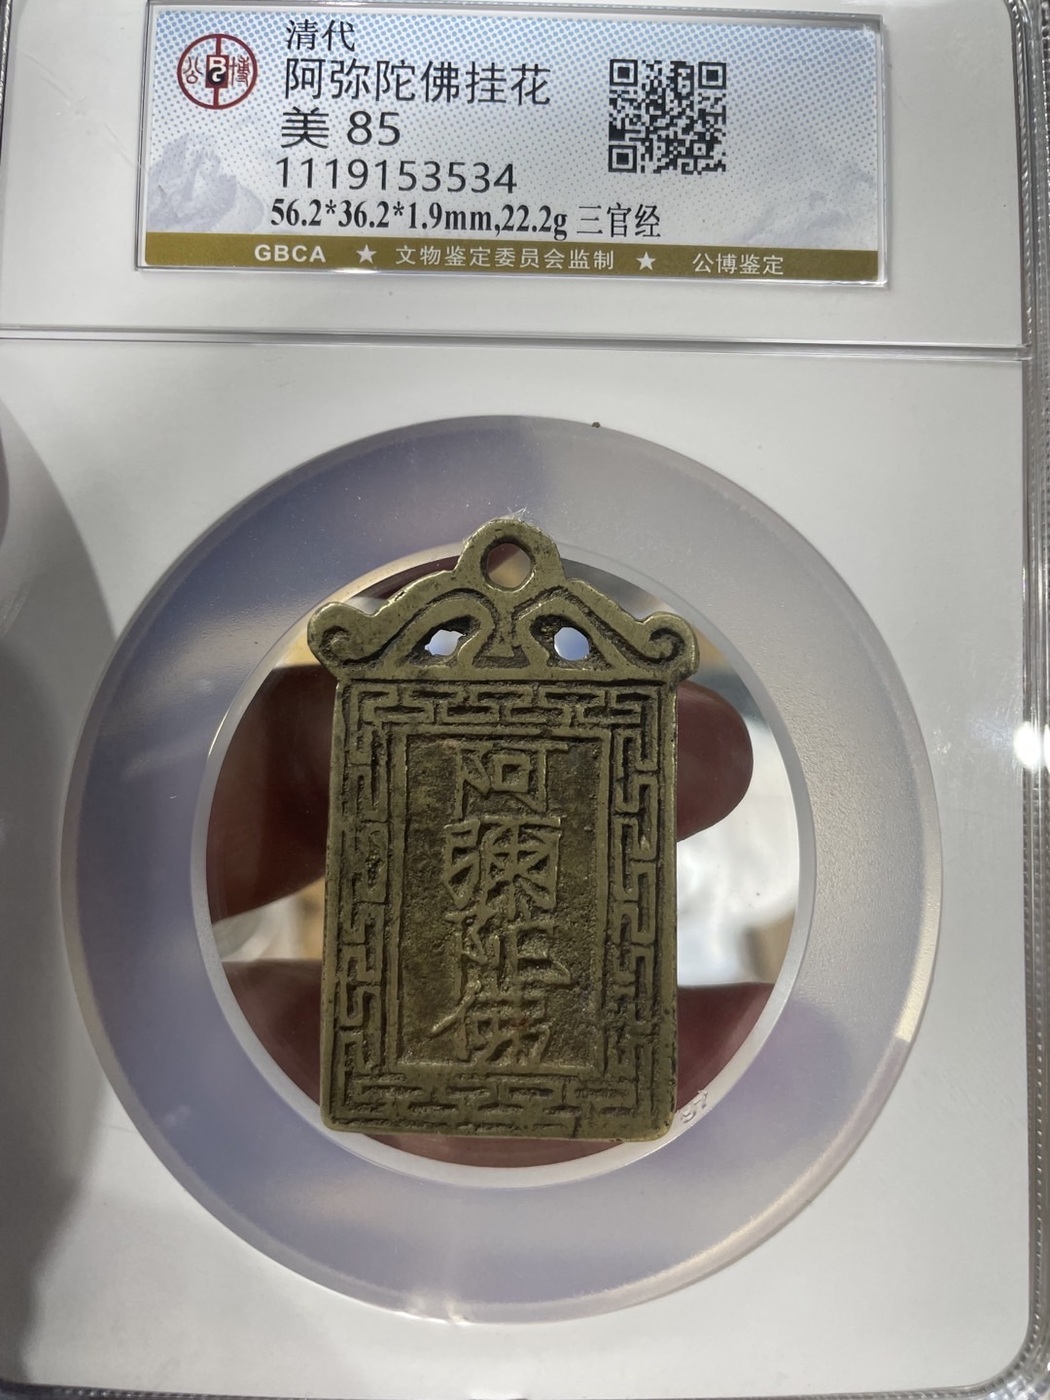 清代
阿弥陀佛挂花
美 85
1119153534
56.2*36.2*1.9mm,22.2g 三官经
GBCA ★ 文物鉴定委员会监制 ★ 公博鉴定
公博
阿
彌
陀
佛